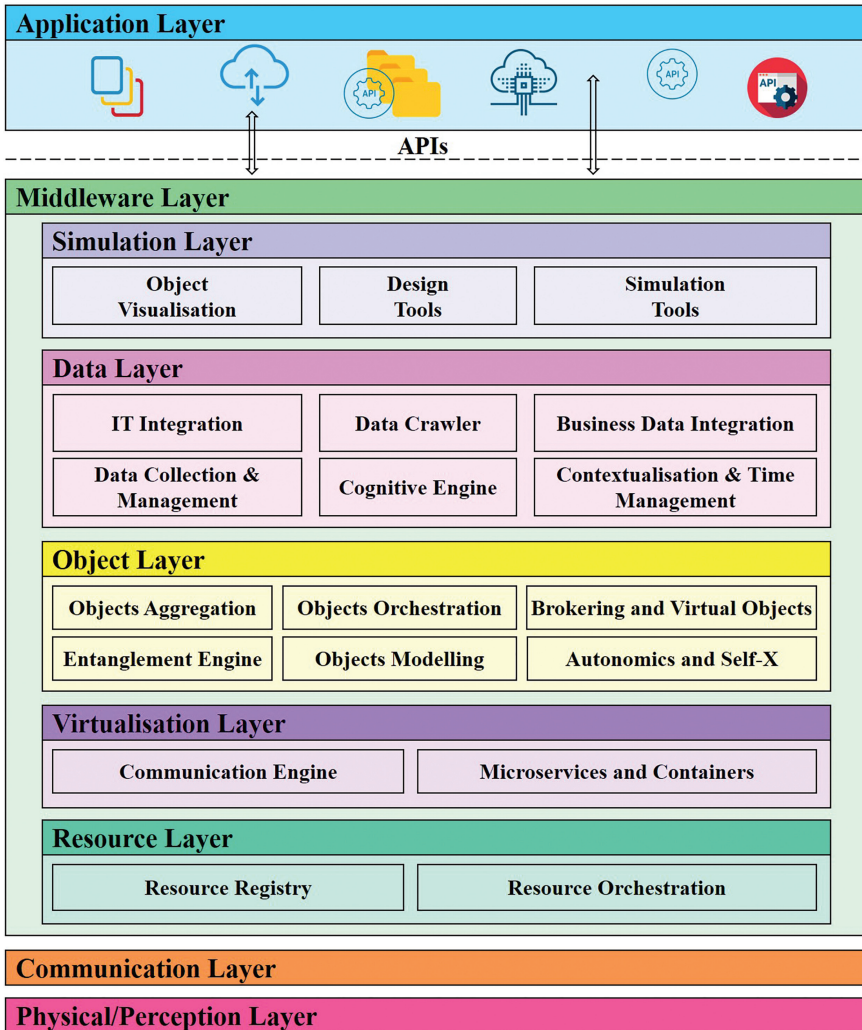 Application Layer
API
API
API
APIs
Middleware Layer
Simulation Layer
Object
Visualisation
Design
Tools
Simulation
Tools
Data Layer
IT Integration
Data Crawler
Business Data Integration
Data Collection &
Management
Cognitive Engine
Contextualisation & Time
Management
Object Layer
Objects Aggregation
Objects Orchestration
Brokering and Virtual Objects
Entanglement Engine
Objects Modelling
Autonomics and Self-X
Virtualisation Layer
Communication Engine
Microservices and Containers
Resource Layer
Resource Registry
Resource Orchestration
Communication Layer
Physical/Perception Layer